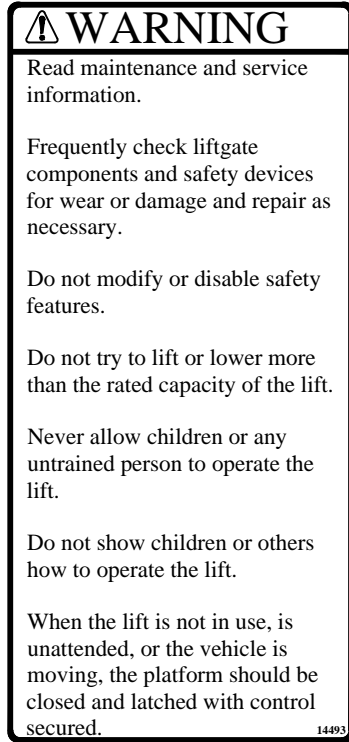 WARNING
Read maintenance and service
information.
Frequently check liftgate
components and safety devices
for wear or damage and repair as
necessary.
Do not modify or disable safety
features.
Do not try to lift or lower more
than the rated capacity of the lift.
Never allow children or any
untrained person to operate the
lift.
Do not show children or others
how to operate the lift.
When the lift is not in use, is
unattended, or the vehicle is
moving, the platform should be
closed and latched with control
secured. 14493